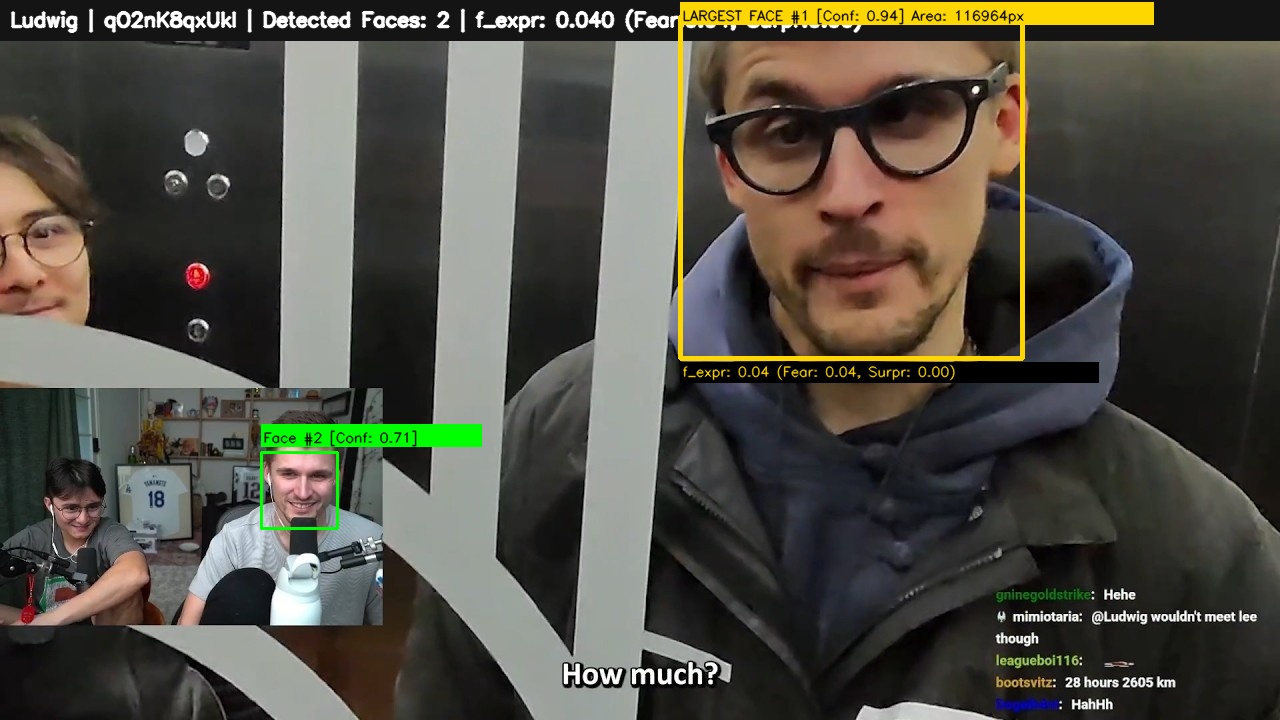 Ludwig | qO2nK8qxUkI | Detected Faces: 2 | f_expr: 0.040 (Fear
LARGEST FACE #1 [Conf: 0.94] Area: 116964px
f_expr: 0.04 (Fear: 0.04, Surpr: 0.00)
Face #2 [Conf: 0.71]
YAMAMOTO
18
gninegoldstrike: Hehe
mimiotaria: @Ludwig wouldn't meet lee
though
leagueboi116:
How much?
bootsvitz: 28 hours 2605 km
HahHh